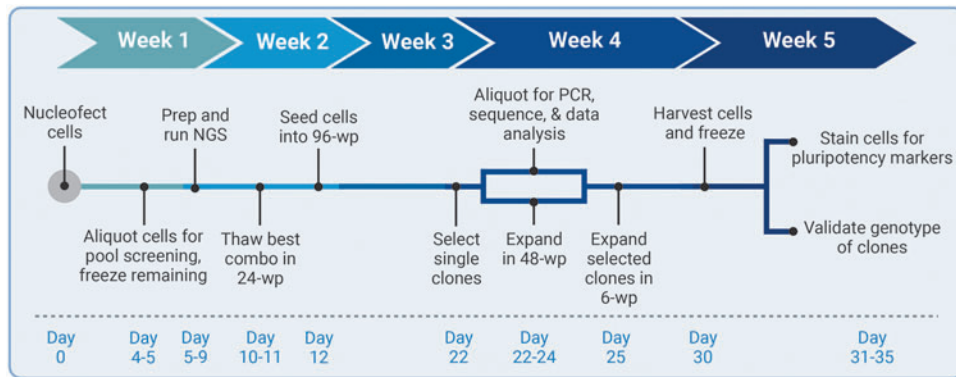 Week 1
Week 2
Week 3
Week 4
Week 5
Nucleofect
cells
Prep and
run NGS
Seed cells
into 96-wp
Aliquot for PCR,
sequence, & data
analysis
Harvest cells
and freeze
Stain cells for
pluripotency markers
Aliquot cells for
pool screening,
freeze remaining
Thaw best
combo in
24-wp
Select
single
clones
Expand
in 48-wp
Expand
selected
clones in
6-wp
Validate genotype
of clones
Day
0
Day
4-5
Day
5-9
Day
10-11
Day
12
Day
22
Day
22-24
Day
25
Day
30
Day
31-35